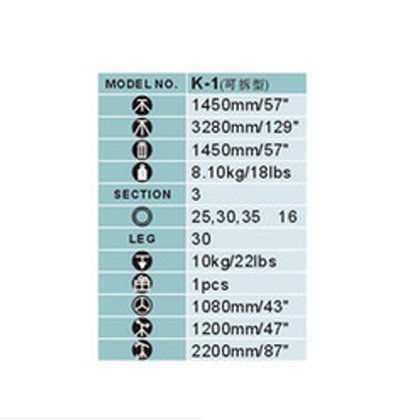 MODEL NO. K-1(可拆型)
1450mm/57"
3280mm/129"
1450mm/57"
8.10kg/18lbs
SECTION 3
25,30,35 16
LEG 30
10kg/22lbs
1pcs
1080mm/43"
1200mm/47"
2200mm/87"